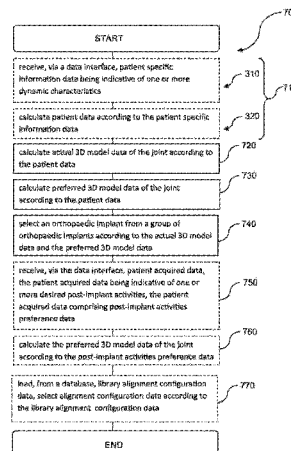 70
START
receive, via a data interface, patient specific
information data being indicative of one or more
dynamic characteristics
310
71
calculate patient data according to the patient specific
information data
320
calculate actual 3D model data of the joint according to
the patient data
720
calculate preferred 3D model data of the joint
according to the patient data
730
select an orthopaedic implant from a group of
orthopaedic implants according to the actual 3D model
data and the preferred 3D model data
740
receive, via the data interface, patient acquired data,
the patient acquired data being indicative of one or
more desired post-implant activities, the patient
acquired data comprising post-implant activities
preference data
750
calculate the preferred 3D model data of the joint
according to the post-implant activities preference data
760
load, from a database, library alignment configuration
data, select alignment configuration data according to
the library alignment configuration data
770
END